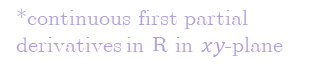 *continuous first partial
derivatives in R in xy-plane